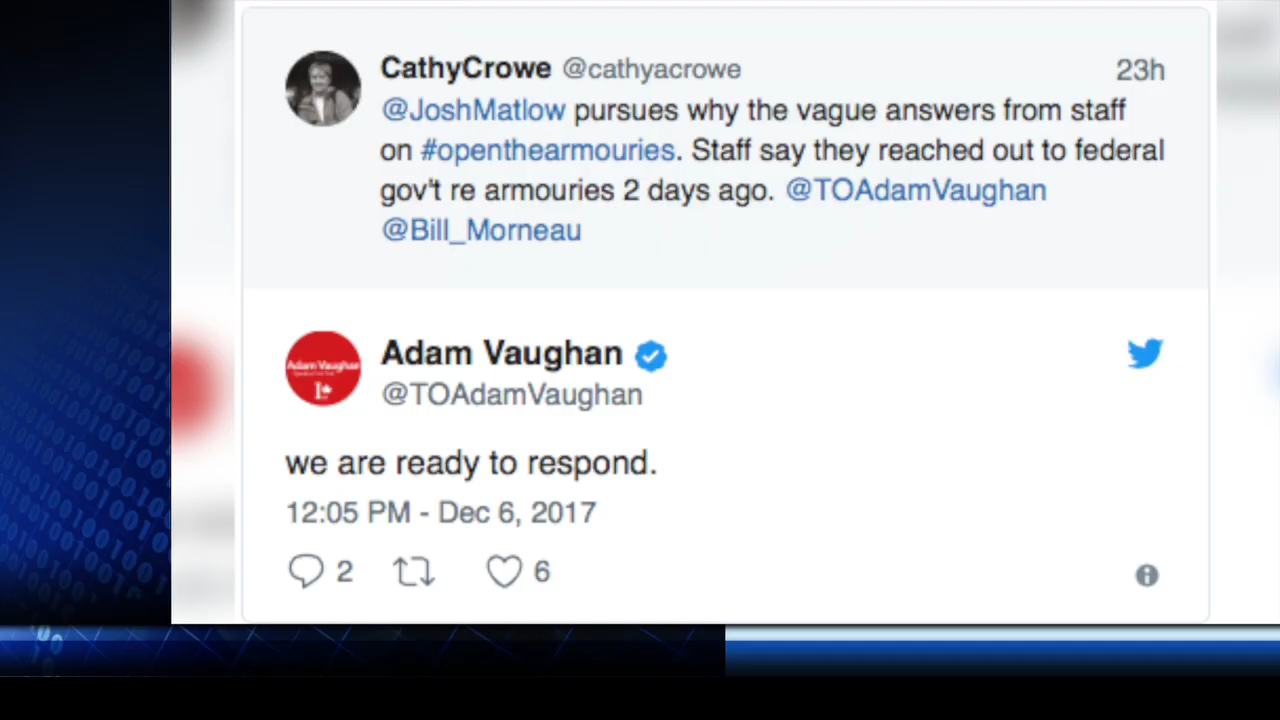 CathyCrowe @cathyacrowe 23h
@JoshMatlow pursues why the vague answers from staff
on #openthearmouries. Staff say they reached out to federal
gov't re armouries 2 days ago. @TOAdamVaughan
@Bill_Morneau
Adam Vaughan
Adam Vaughan
@TOAdamVaughan
we are ready to respond.
12:05 PM - Dec 6, 2017
2 6